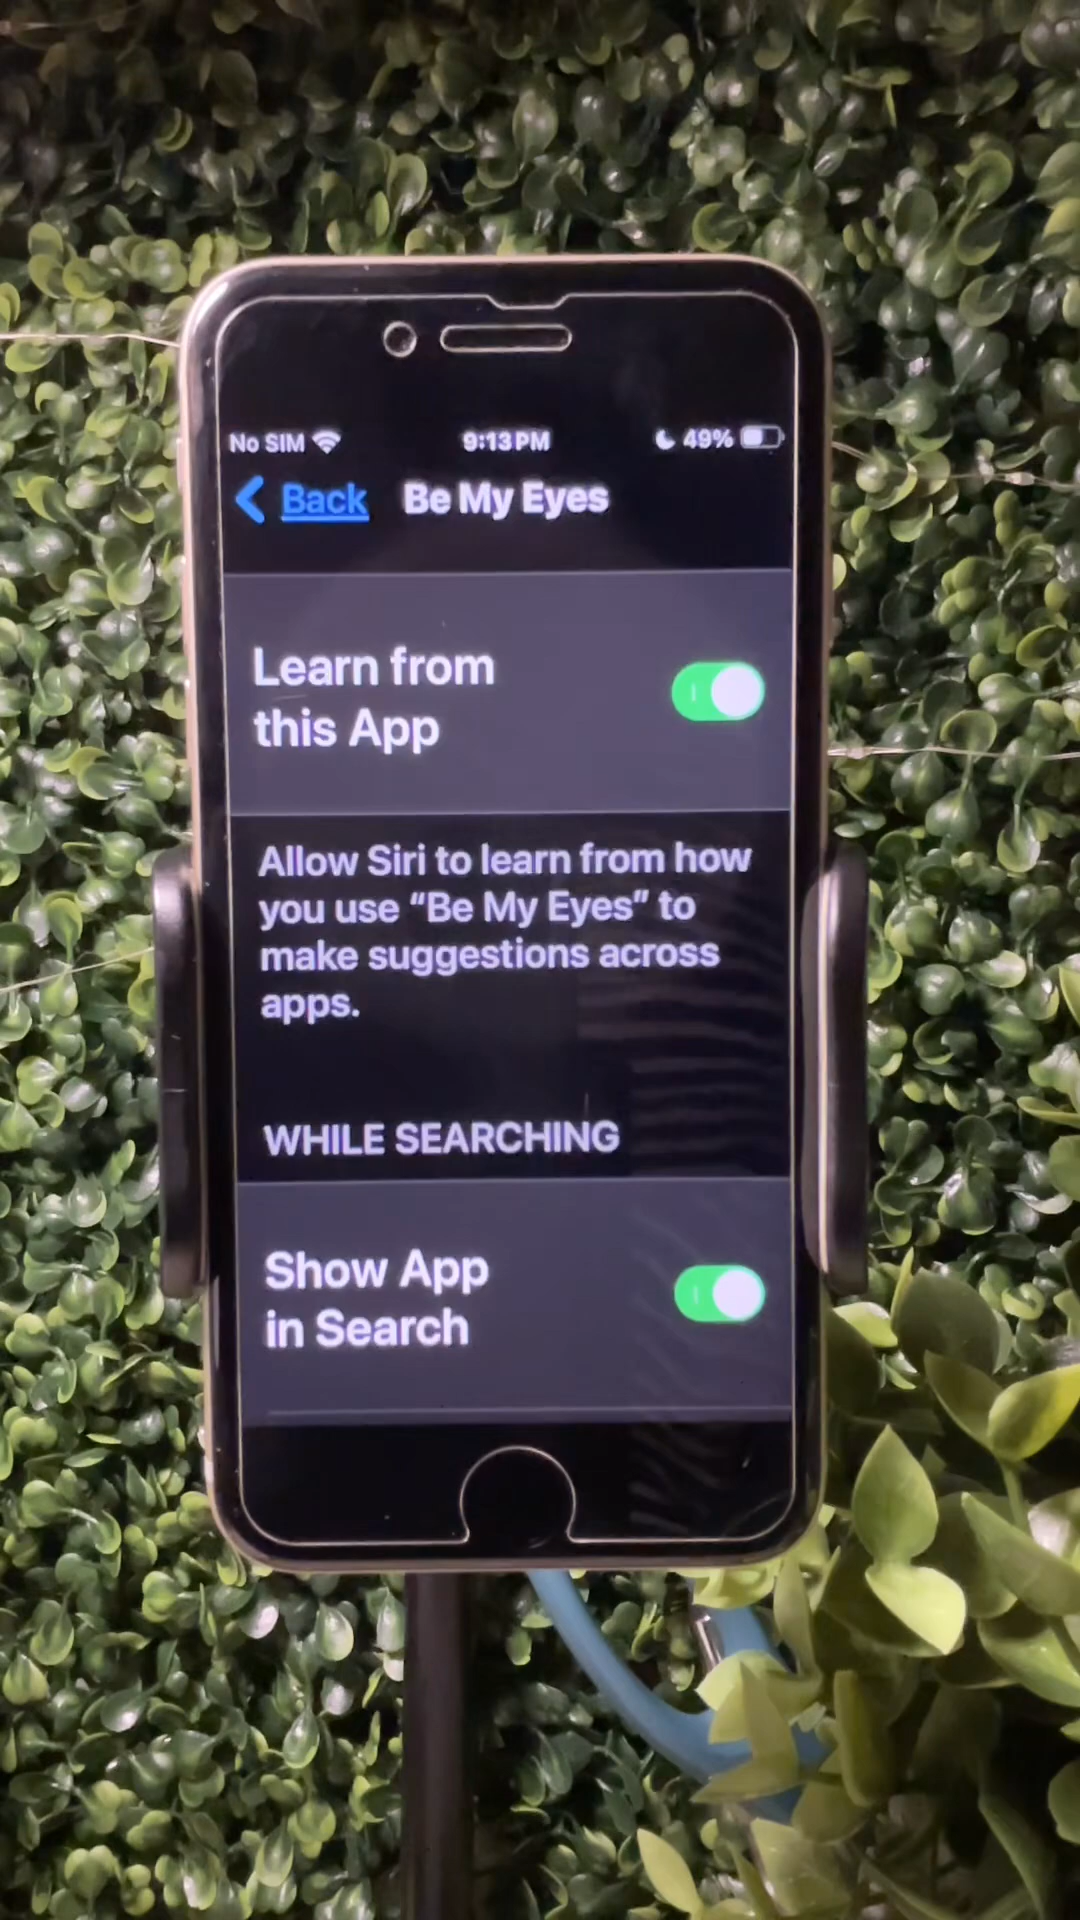 No SIM 9:13 PM 49%
Back Be My Eyes
Learn from
this App
Allow Siri to learn from how
you use “Be My Eyes” to
make suggestions across
apps.
WHILE SEARCHING
Show App
in Search